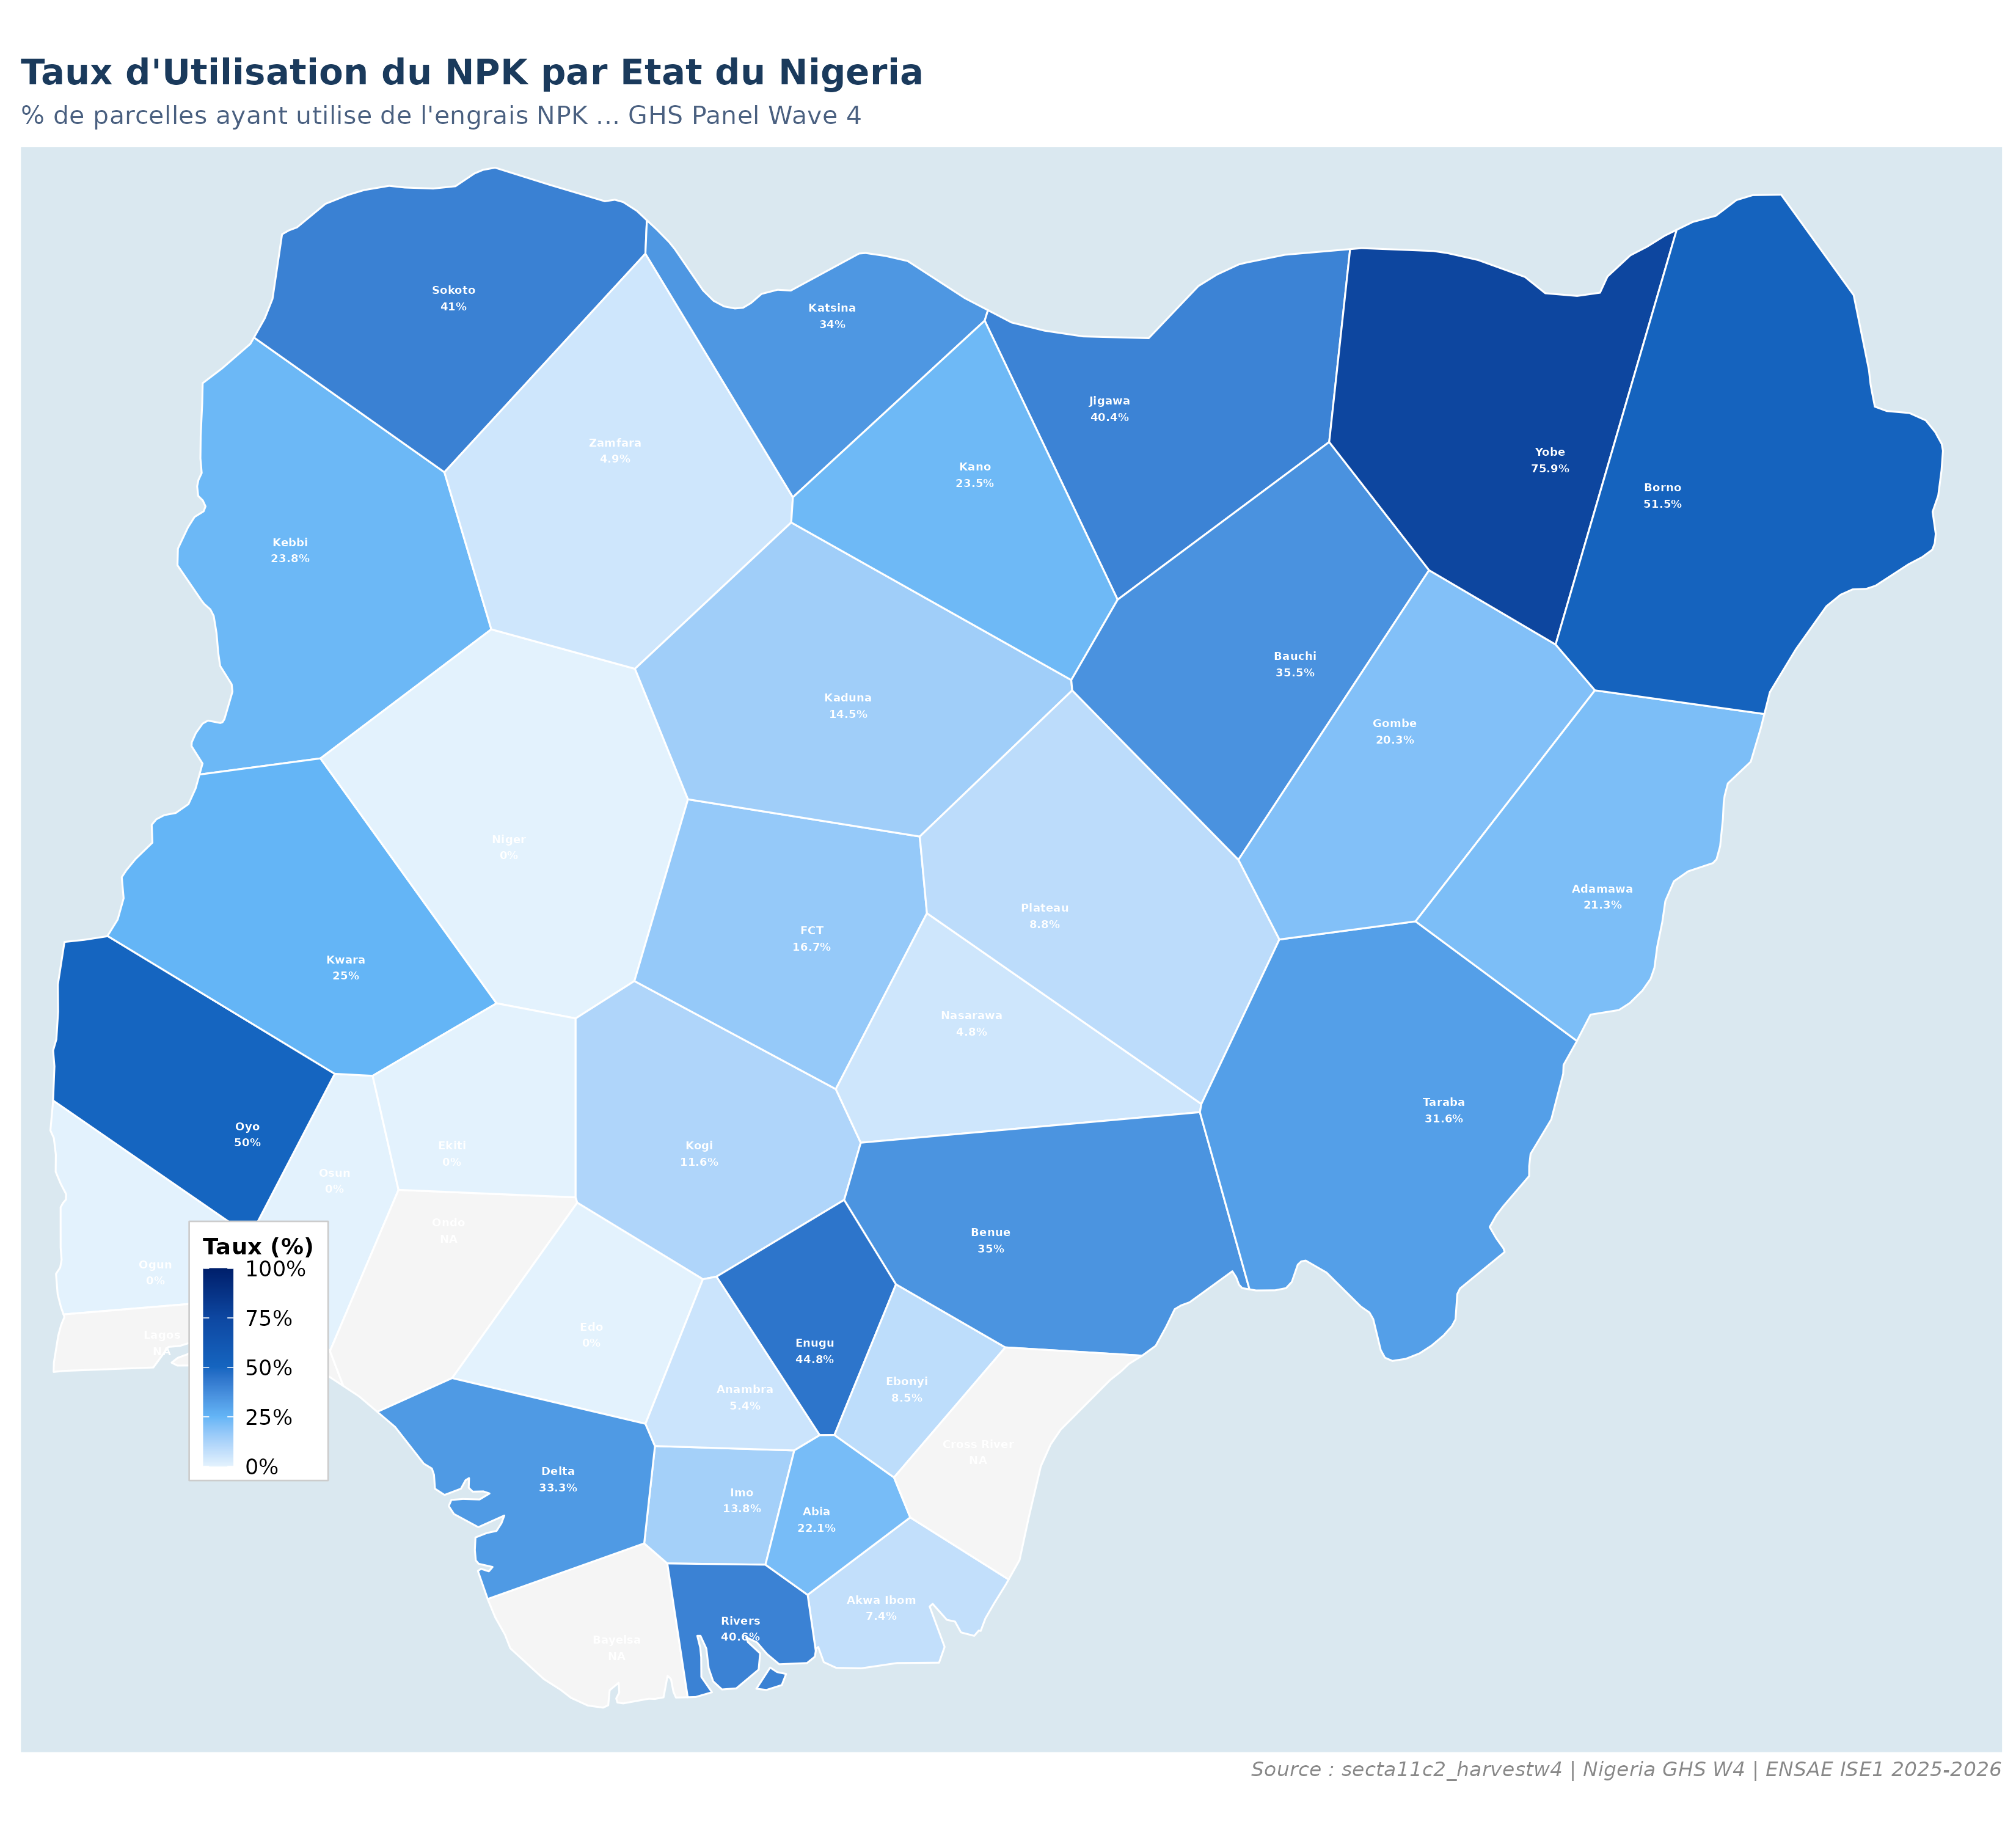 Taux d'Utilisation du NPK par Etat du Nigeria
% de parcelles ayant utilise de l'engrais NPK ... GHS Panel Wave 4
Sokoto
41%
Katsina
34%
Jigawa
40.4%
Zamfara
4.9%
Kano
23.5%
Yobe
75.9%
Borno
51.5%
Kebbi
23.8%
Bauchi
35.5%
Kaduna
14.5%
Gombe
20.3%
Niger
0%
Adamawa
21.3%
Plateau
8.8%
FCT
16.7%
Kwara
25%
Nasarawa
4.8%
Taraba
31.6%
Oyo
50%
Ekiti
0%
Kogi
11.6%
Osun
0%
Ondo
NA
Benue
35%
Ogun
0%
Lagos
NA
Edo
0%
Enugu
44.8%
Anambra
5.4%
Ebonyi
8.5%
Cross River
NA
Delta
33.3%
Imo
13.8%
Abia
22.1%
Akwa Ibom
7.4%
Rivers
40.6%
Bayelsa
NA
Taux (%)
100%
75%
50%
25%
0%
Source : secta11c2_harvestw4 | Nigeria GHS W4 | ENSAE ISE1 2025-2026